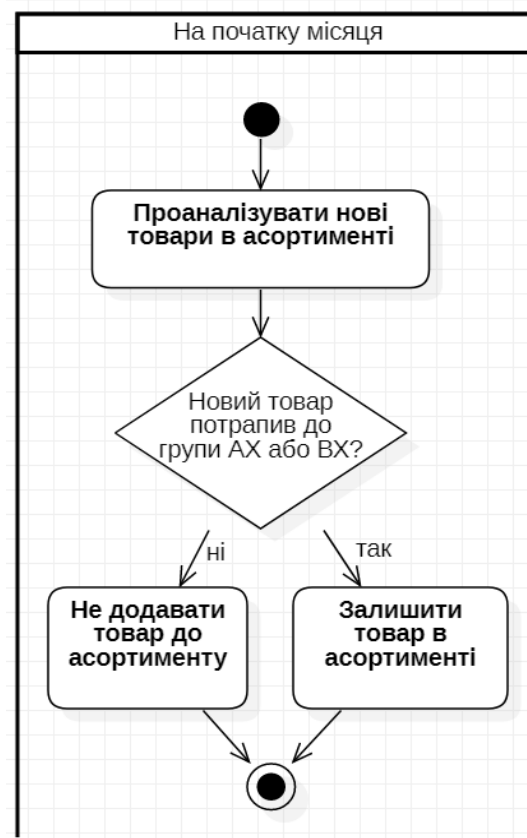 На початку місяця
Проаналізувати нові
товари в асортименті
Новий товар
потрапив до
групи АХ або ВХ?
ні
так
Не додавати
товар до
асортименту
Залишити
товар в
асортименті